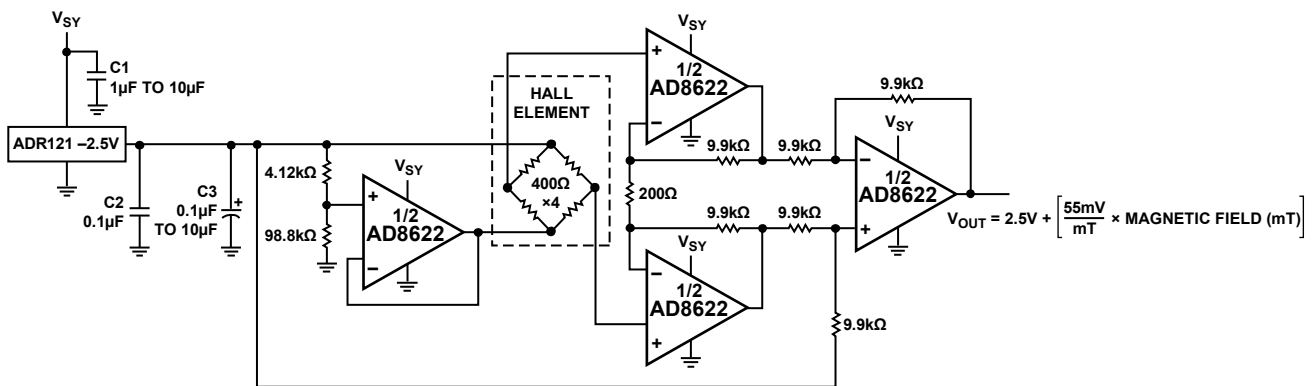 VSY
C1
1µF TO 10µF
ADR121 –2.5V
C2
0.1µF
C3
0.1µF
TO 10µF
+
4.12kΩ
98.8kΩ
VSY
+
1/2
AD8622
–
HALL
ELEMENT
400Ω
×4
VSY
+
1/2
AD8622
–
9.9kΩ
9.9kΩ
200Ω
9.9kΩ
9.9kΩ
VSY
–
1/2
AD8622
+
9.9kΩ
VSY
–
1/2
AD8622
+
9.9kΩ
VOUT = 2.5V + [55mV/mT × MAGNETIC FIELD (mT)]